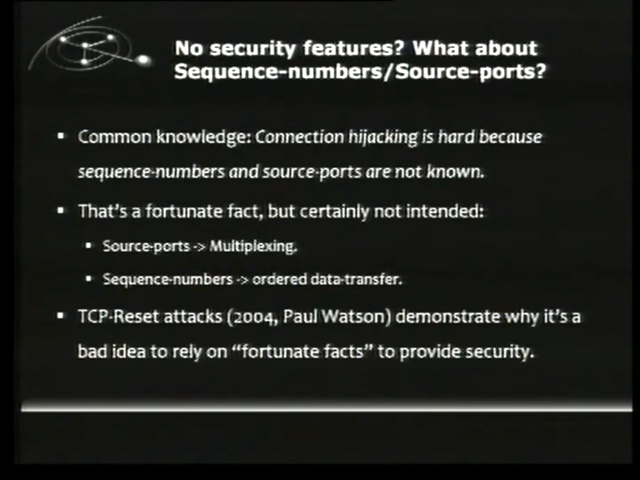 No security features? What about
Sequence-numbers/Source-ports?
Common knowledge: Connection hijacking is hard because
sequence-numbers and source-ports are not known.
That's a fortunate fact, but certainly not intended:
Source-ports -> Multiplexing.
Sequence-numbers -> ordered data-transfer.
TCP-Reset attacks (2004, Paul Watson) demonstrate why it's a
bad idea to rely on "fortunate facts" to provide security.